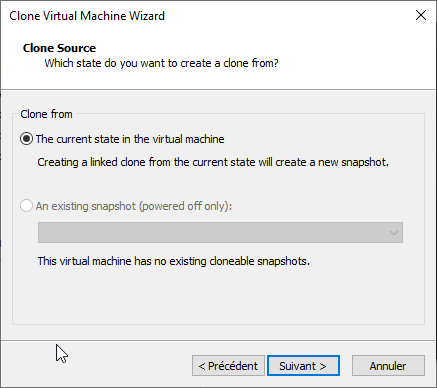 Clone Virtual Machine Wizard
Clone Source
Which state do you want to create a clone from?
Clone from
The current state in the virtual machine
Creating a linked clone from the current state will create a new snapshot.
An existing snapshot (powered off only):
This virtual machine has no existing cloneable snapshots.
< Précédent
Suivant >
Annuler